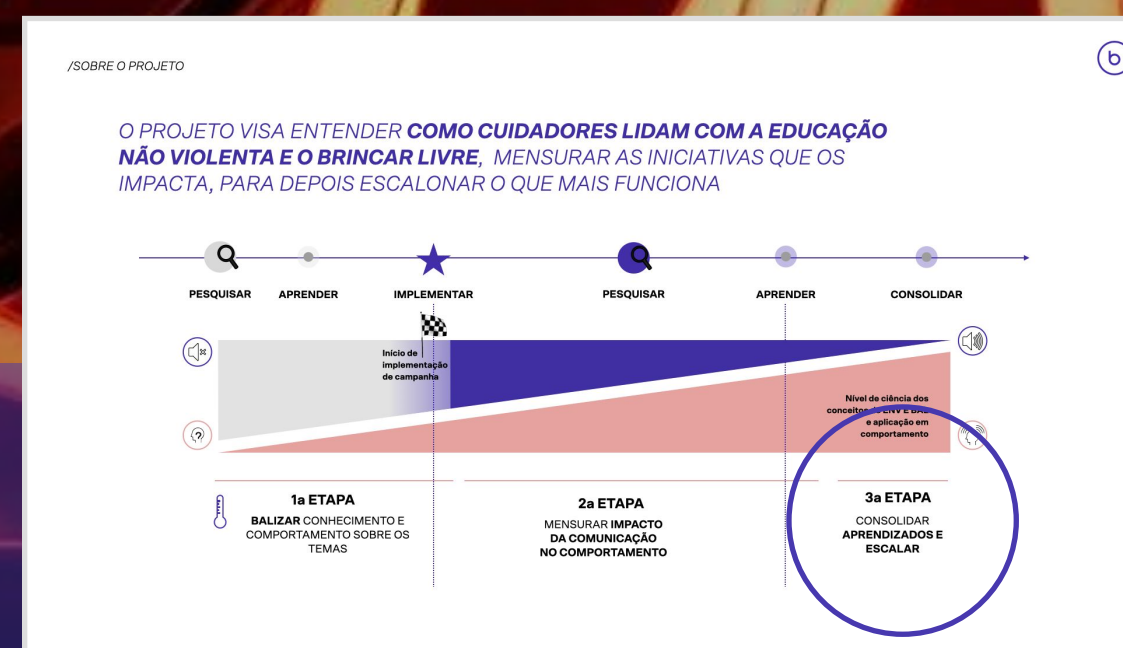 /SOBRE O PROJETO
b
O PROJETO VISA ENTENDER COMO CUIDADORES LIDAM COM A EDUCAÇÃO
NÃO VIOLENTA E O BRINCAR LIVRE, MENSURAR AS INICIATIVAS QUE OS
IMPACTA, PARA DEPOIS ESCALONAR O QUE MAIS FUNCIONA
PESQUISAR APRENDER IMPLEMENTAR PESQUISAR APRENDER CONSOLIDAR
Início de
implementação
de campanha
Nível de ciência dos
conceitos de ENV E BAS
e aplicação em
comportamento
1a ETAPA
BALIZAR CONHECIMENTO E
COMPORTAMENTO SOBRE OS
TEMAS
2a ETAPA
MENSURAR IMPACTO
DA COMUNICAÇÃO
NO COMPORTAMENTO
3a ETAPA
CONSOLIDAR
APRENDIZADOS E
ESCALAR